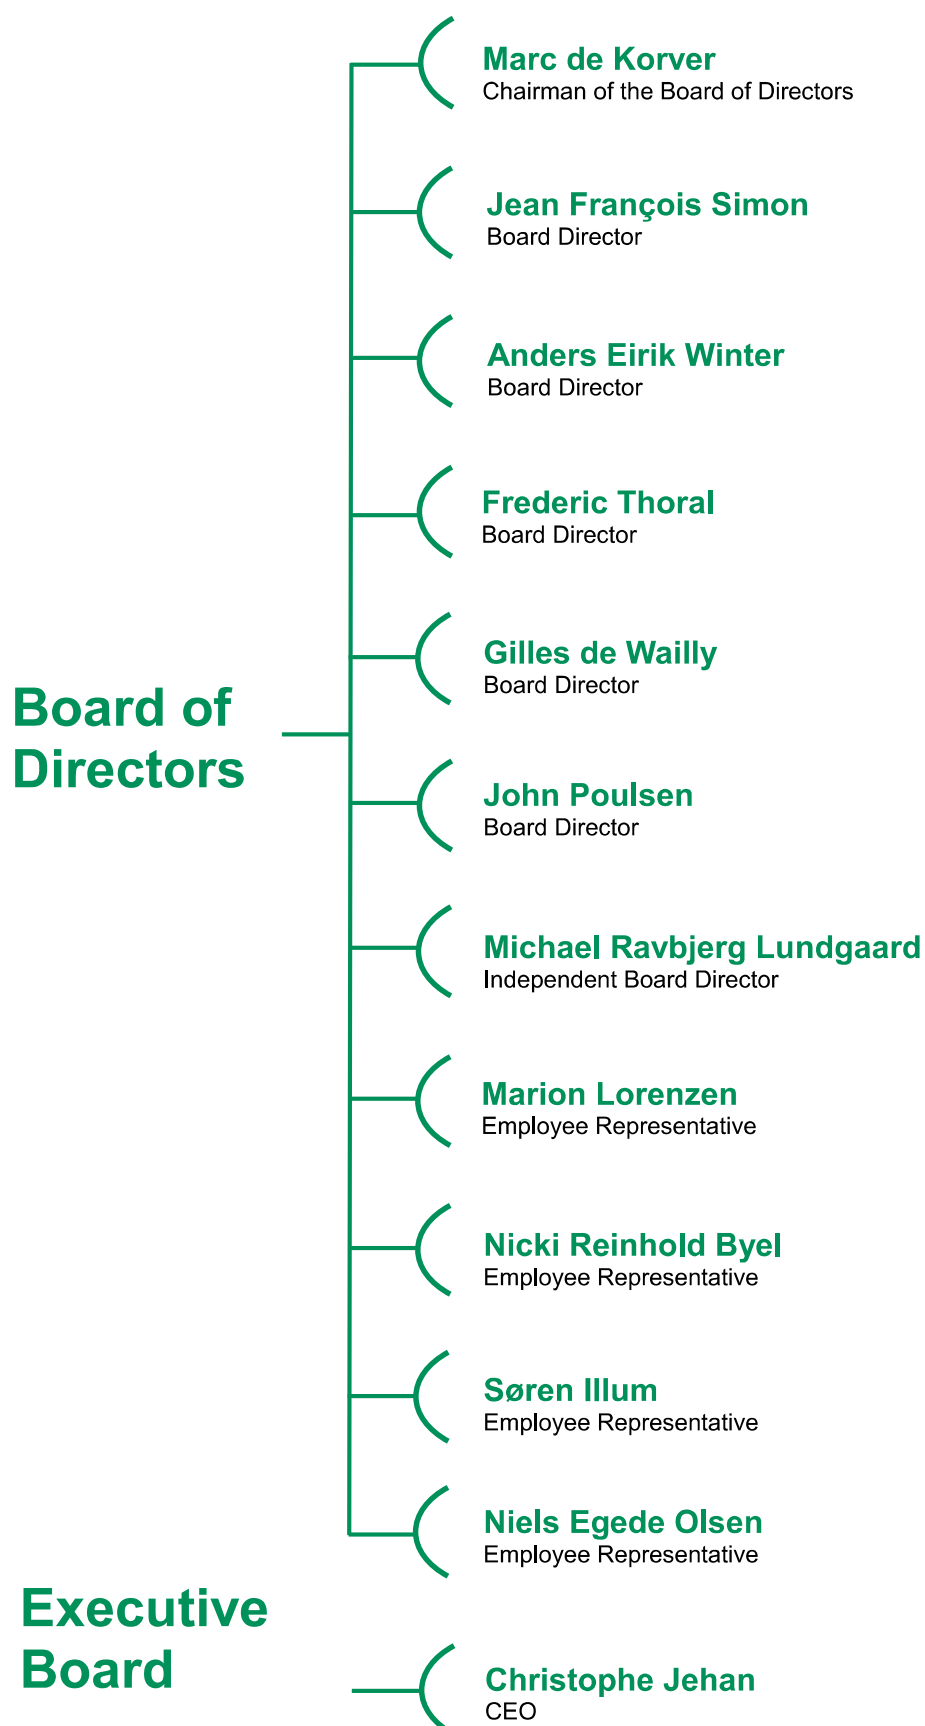 Marc de Korver
Chairman of the Board of Directors
Jean François Simon
Board Director
Anders Eirik Winter
Board Director
Frederic Thoral
Board Director
Gilles de Wailly
Board Director
Board of
Directors
John Poulsen
Board Director
Michael Ravbjerg Lundgaard
Independent Board Director
Marion Lorenzen
Employee Representative
Nicki Reinhold Byel
Employee Representative
Søren Illum
Employee Representative
Niels Egede Olsen
Employee Representative
Executive
Board
Christophe Jehan
CEO